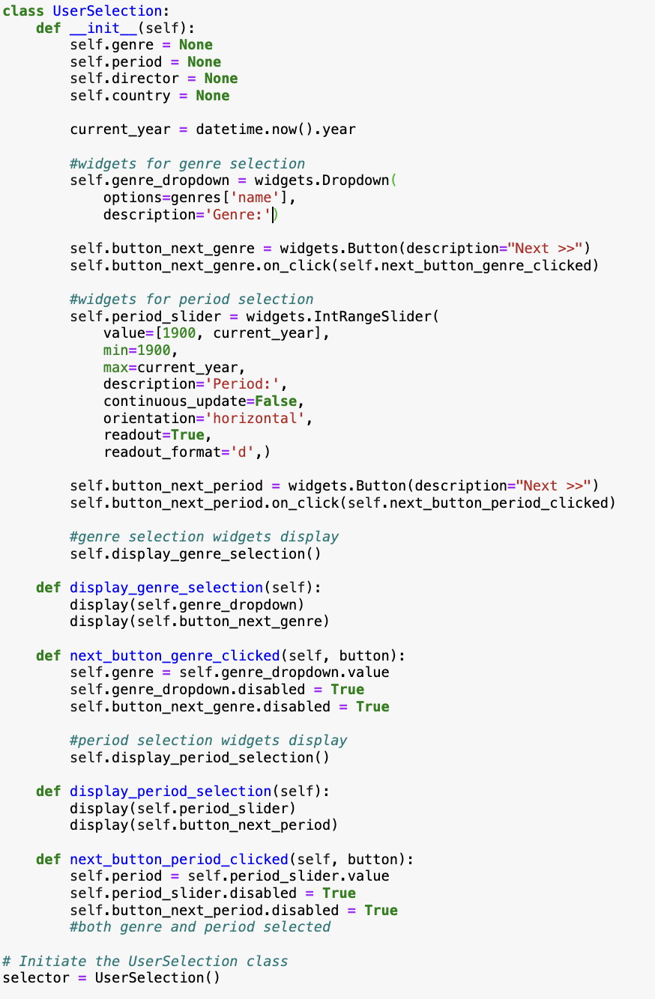 class UserSelection:
    def __init__(self):
        self.genre = None
        self.period = None
        self.director = None
        self.country = None

        current_year = datetime.now().year

        #widgets for genre selection
        self.genre_dropdown = widgets.Dropdown(
            options=genres['name'],
            description='Genre:')

        self.button_next_genre = widgets.Button(description="Next >>")
        self.button_next_genre.on_click(self.next_button_genre_clicked)

        #widgets for period selection
        self.period_slider = widgets.IntRangeSlider(
            value=[1900, current_year],
            min=1900,
            max=current_year,
            description='Period:',
            continuous_update=False,
            orientation='horizontal',
            readout=True,
            readout_format='d',)

        self.button_next_period = widgets.Button(description="Next >>")
        self.button_next_period.on_click(self.next_button_period_clicked)

        #genre selection widgets display
        self.display_genre_selection()

    def display_genre_selection(self):
        display(self.genre_dropdown)
        display(self.button_next_genre)

    def next_button_genre_clicked(self, button):
        self.genre = self.genre_dropdown.value
        self.genre_dropdown.disabled = True
        self.button_next_genre.disabled = True

        #period selection widgets display
        self.display_period_selection()

    def display_period_selection(self):
        display(self.period_slider)
        display(self.button_next_period)

    def next_button_period_clicked(self, button):
        self.period = self.period_slider.value
        self.period_slider.disabled = True
        self.button_next_period.disabled = True
        #both genre and period selected

# Initiate the UserSelection class
selector = UserSelection()